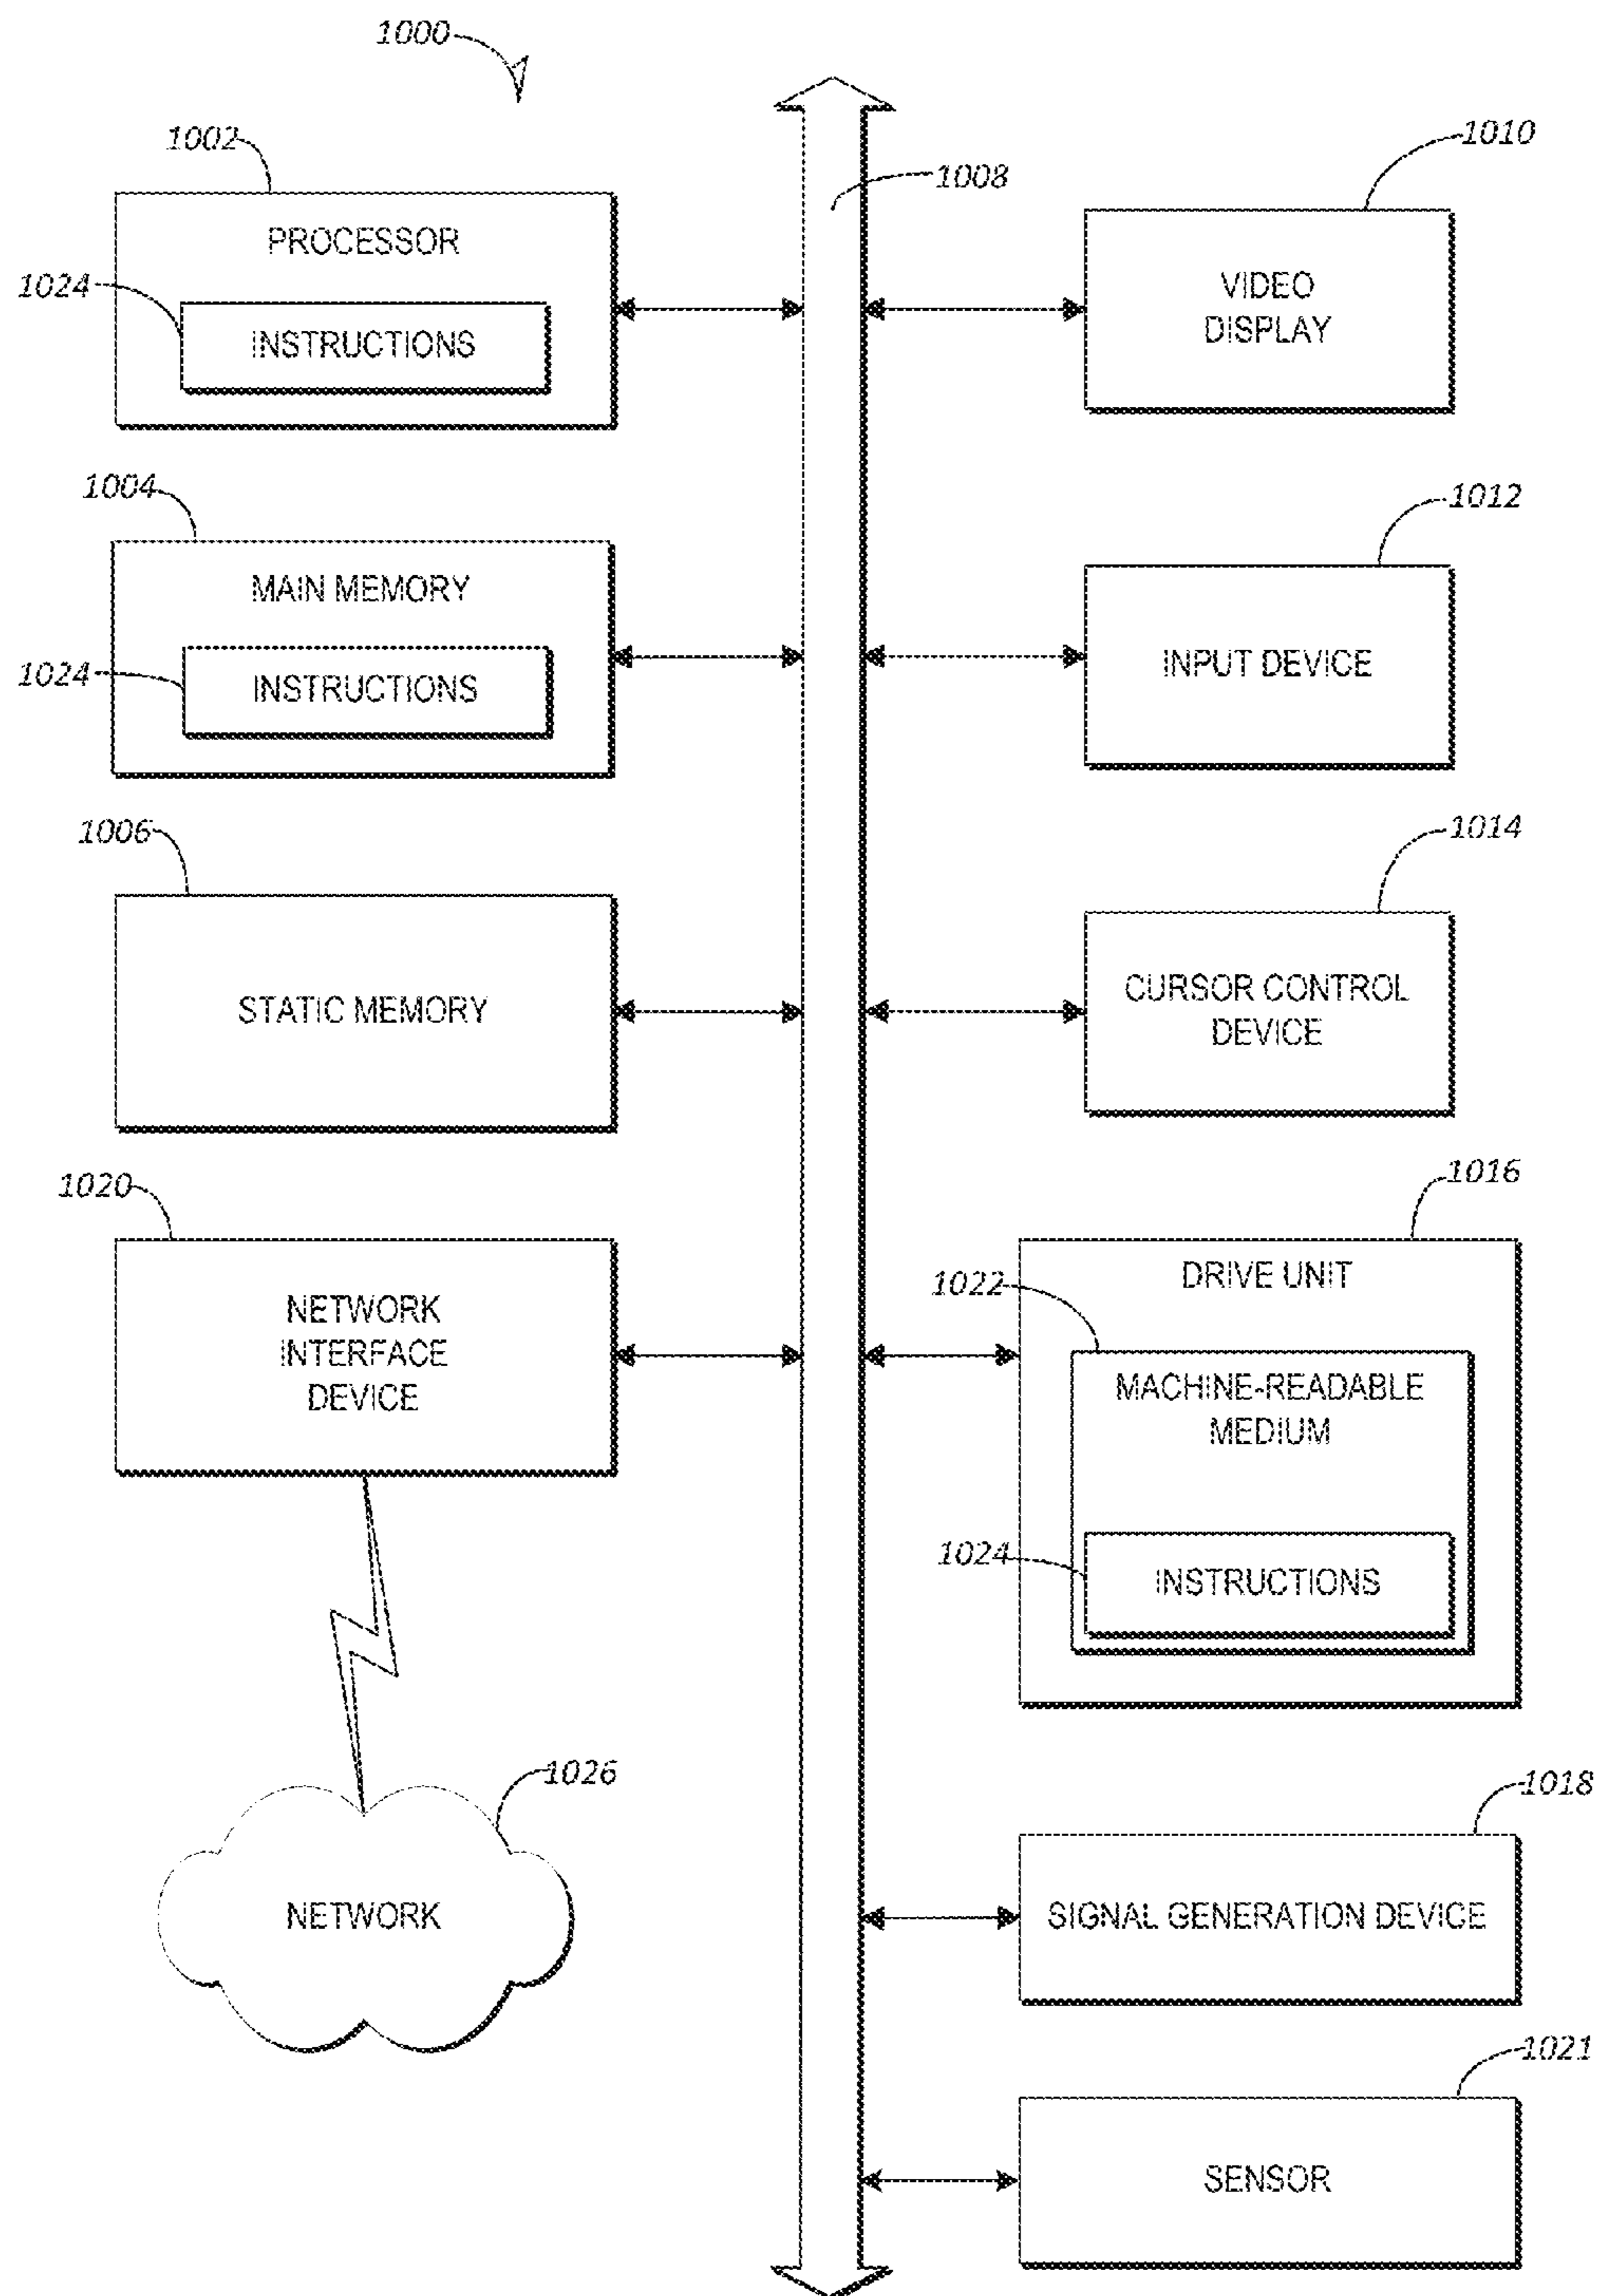 1000
1002
PROCESSOR
1024
INSTRUCTIONS
1008
1010
VIDEO
DISPLAY
1004
MAIN MEMORY
1024
INSTRUCTIONS
1012
INPUT DEVICE
1006
STATIC MEMORY
1014
CURSOR CONTROL
DEVICE
1020
NETWORK
INTERFACE
DEVICE
1016
DRIVE UNIT
1022
MACHINE-READABLE
MEDIUM
1024
INSTRUCTIONS
1026
NETWORK
1018
SIGNAL GENERATION DEVICE
1021
SENSOR